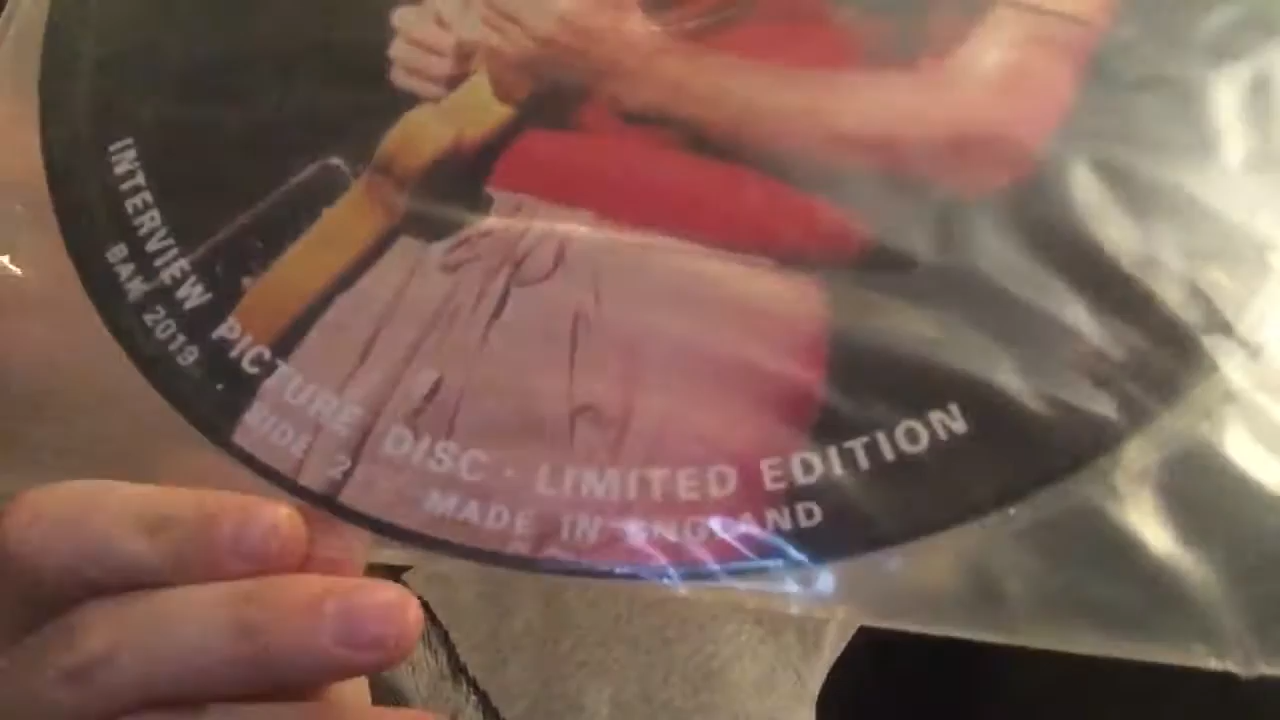 INTERVIEW PICTURE DISC · LIMITED EDITION
BAK 2019
SIDE 2
MADE IN ENGLAND